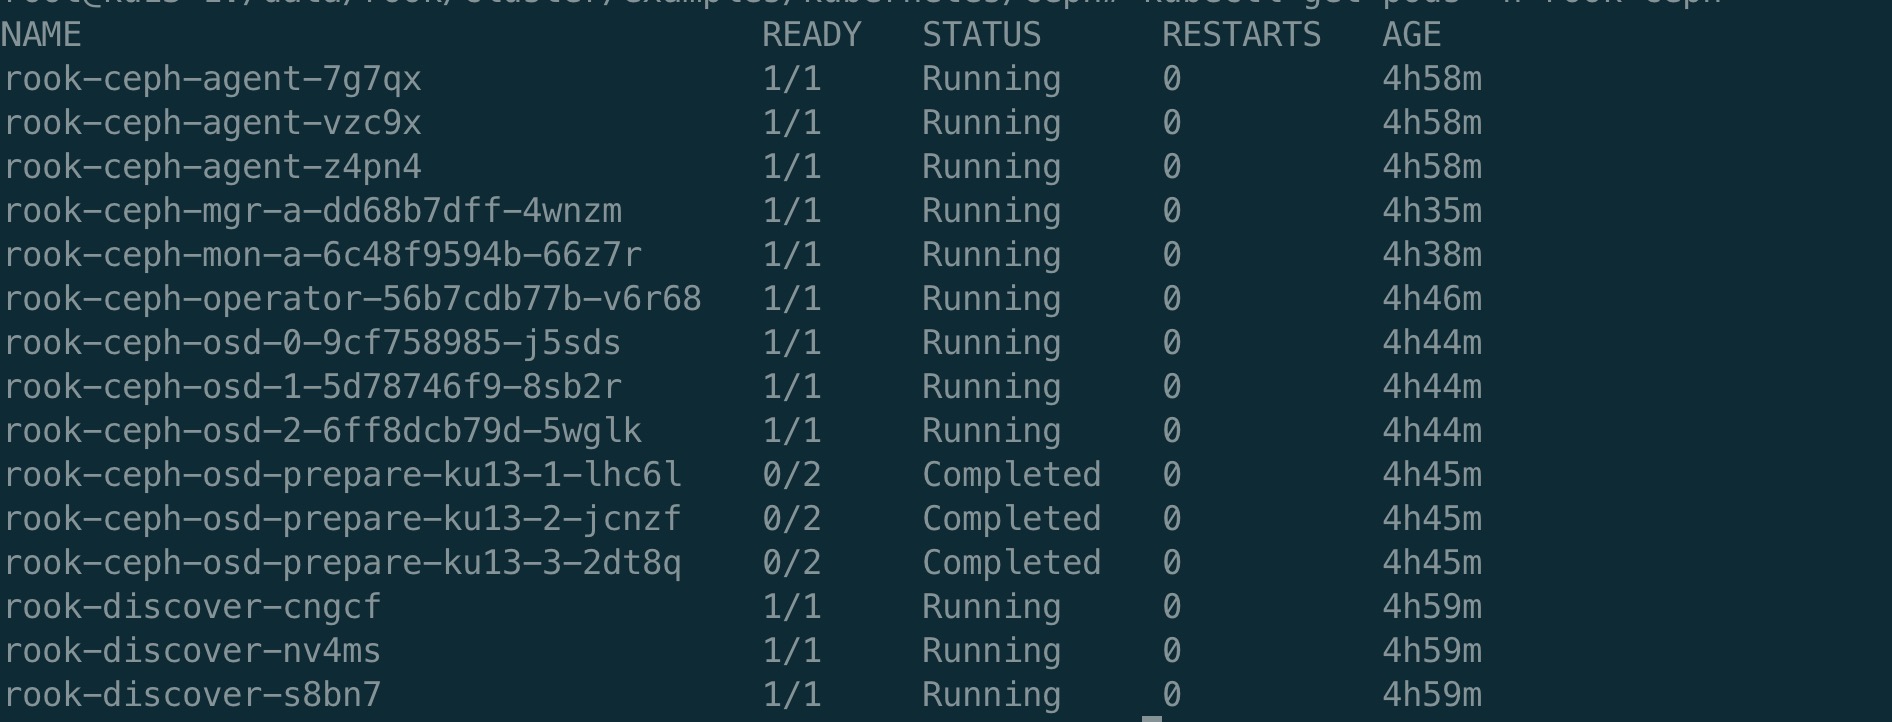 NAME READY STATUS RESTARTS AGE
rook-ceph-agent-7g7qx 1/1 Running 0 4h58m
rook-ceph-agent-vzc9x 1/1 Running 0 4h58m
rook-ceph-agent-z4pn4 1/1 Running 0 4h58m
rook-ceph-mgr-a-dd68b7dff-4wnzm 1/1 Running 0 4h35m
rook-ceph-mon-a-6c48f9594b-66z7r 1/1 Running 0 4h38m
rook-ceph-operator-56b7cdb77b-v6r68 1/1 Running 0 4h46m
rook-ceph-osd-0-9cf758985-j5sds 1/1 Running 0 4h44m
rook-ceph-osd-1-5d78746f9-8sb2r 1/1 Running 0 4h44m
rook-ceph-osd-2-6ff8dcb79d-5wglk 1/1 Running 0 4h44m
rook-ceph-osd-prepare-ku13-1-lhc6l 0/2 Completed 0 4h45m
rook-ceph-osd-prepare-ku13-2-jcnzf 0/2 Completed 0 4h45m
rook-ceph-osd-prepare-ku13-3-2dt8q 0/2 Completed 0 4h45m
rook-discover-cngcf 1/1 Running 0 4h59m
rook-discover-nv4ms 1/1 Running 0 4h59m
rook-discover-s8bn7 1/1 Running 0 4h59m